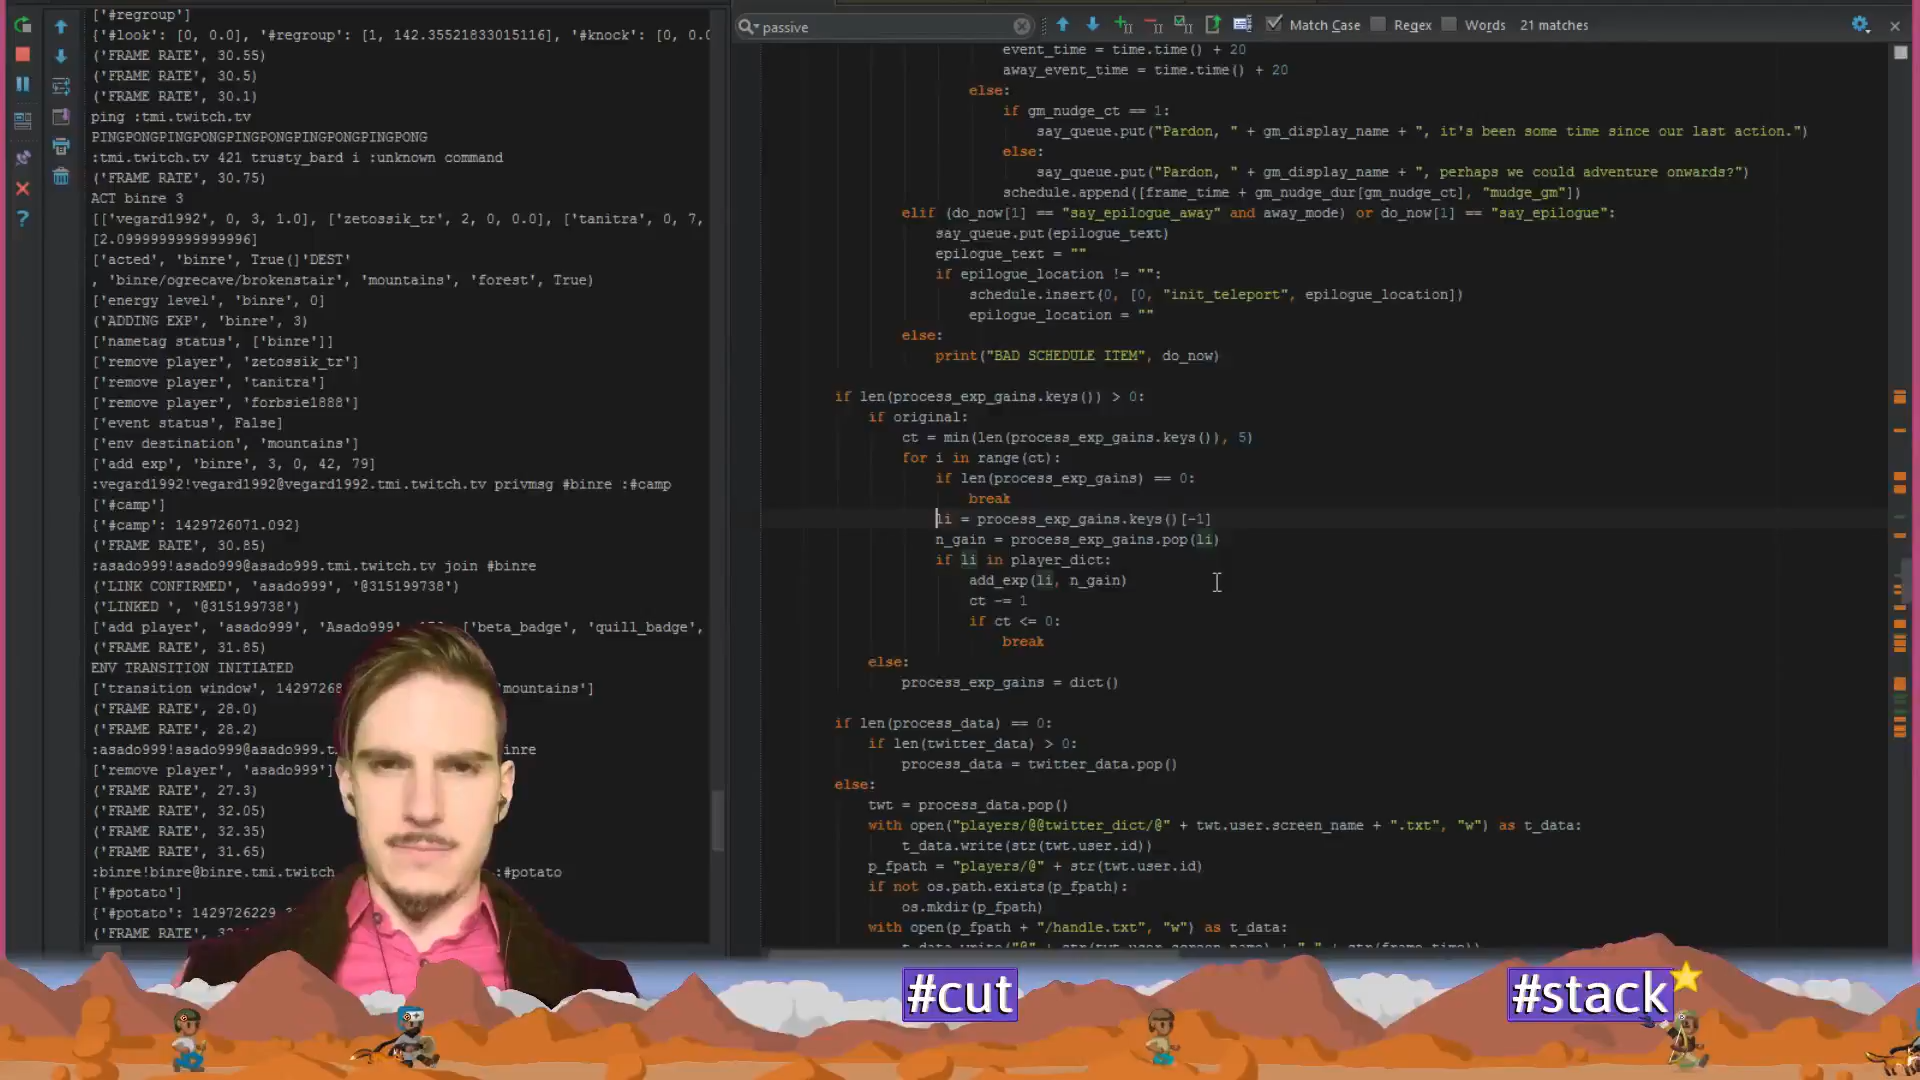 ['#regroup']
{'#look': [0, 0.0], '#regroup': [1, 142.35521833015116], '#knock': [0, 0.0
('FRAME RATE', 30.55)
('FRAME RATE', 30.5)
('FRAME RATE', 30.1)
ping :tmi.twitch.tv
PINGPONGPINGPONGPINGPONGPINGPONGPINGPONG
:tmi.twitch.tv 421 trusty_bard i :unknown command
('FRAME RATE', 30.75)
ACT binre 3
[['vegard1992', 0, 3, 1.0], ['zetossik_tr', 2, 0, 0.0], ['tanitra', 0, 7,
[2.0999999999999996]
['acted', 'binre', True(]'DEST'
, 'binre/ogrecave/brokenstair', 'mountains', 'forest', True)
['energy level', 'binre', 0]
('ADDING EXP', 'binre', 3)
['nametag status', ['binre']]
['remove player', 'zetossik_tr']
['remove player', 'tanitra']
['remove player', 'forbsie1888']
['event status', False]
['env destination', 'mountains']
['add exp', 'binre', 3, 0, 42, 79]
:vegard1992!vegard1992@vegard1992.tmi.twitch.tv privmsg #binre :#camp
['#camp']
{'#camp': 1429726071.092}
('FRAME RATE', 30.85)
:asado999!asado999@asado999.tmi.twitch.tv join #binre
('LINK CONFIRMED', 'asado999', '@315199738')
('LINKED ', '@315199738')
['add player', 'asado999', 'Asado999', ['beta_badge', 'quill_badge',
('FRAME RATE', 31.85)
ENV TRANSITION INITIATED
['transition window', 14297268 mountains']
('FRAME RATE', 28.0)
('FRAME RATE', 28.2)
:asado999!asado999@asado999.tm binre
['remove player', 'asado999']
('FRAME RATE', 27.3)
('FRAME RATE', 32.05)
('FRAME RATE', 32.35)
('FRAME RATE', 31.65)
:binre!binre@binre.tmi.twitch :#potato
['#potato']
{'#potato': 1429726229
('FRAME RATE',
passive
Match Case
Regex
Words
21 matches
event_time = time.time() + 20
away_event_time = time.time() + 20
else:
if gm_nudge_ct == 1:
say_queue.put("Pardon, " + gm_display_name + ", it's been some time since our last action.")
else:
say_queue.put("Pardon, " + gm_display_name + ", perhaps we could adventure onwards?")
schedule.append([frame_time + gm_nudge_dur[gm_nudge_ct], "mudge_gm"])
elif (do_now[1] == "say_epilogue_away" and away_mode) or do_now[1] == "say_epilogue":
say_queue.put(epilogue_text)
epilogue_text = ""
if epilogue_location != "":
schedule.insert(0, [0, "init_teleport", epilogue_location])
epilogue_location = ""
else:
print("BAD SCHEDULE ITEM", do_now)
if len(process_exp_gains.keys()) > 0:
if original:
ct = min(len(process_exp_gains.keys()), 5)
for i in range(ct):
if len(process_exp_gains) == 0:
break
li = process_exp_gains.keys()[-1]
n_gain = process_exp_gains.pop(li)
if li in player_dict:
add_exp(li, n_gain)
ct -= 1
if ct <= 0:
break
else:
process_exp_gains = dict()
if len(process_data) == 0:
if len(twitter_data) > 0:
process_data = twitter_data.pop()
else:
twt = process_data.pop()
with open("players/@@twitter_dict/@" + twt.user.screen_name + ".txt", "w") as t_data:
t_data.write(str(twt.user.id))
p_fpath = "players/@" + str(twt.user.id)
if not os.path.exists(p_fpath):
os.mkdir(p_fpath)
with open(p_fpath + "/handle.txt", "w") as t_data:
t_data.write("@" + str(twt.user.screen_name) + " " + str(frame_time))
#cut
#stack